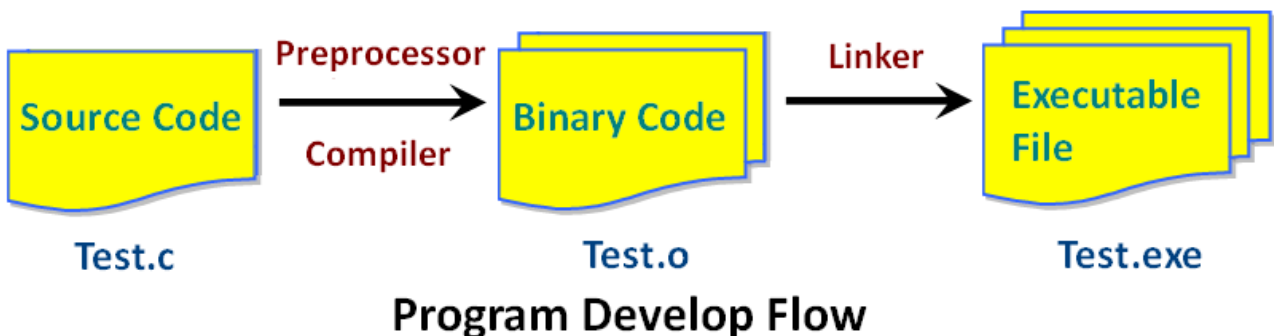 Source Code
Preprocessor
Compiler
Binary Code
Linker
Executable
File
Test.c
Test.o
Test.exe
Program Develop Flow